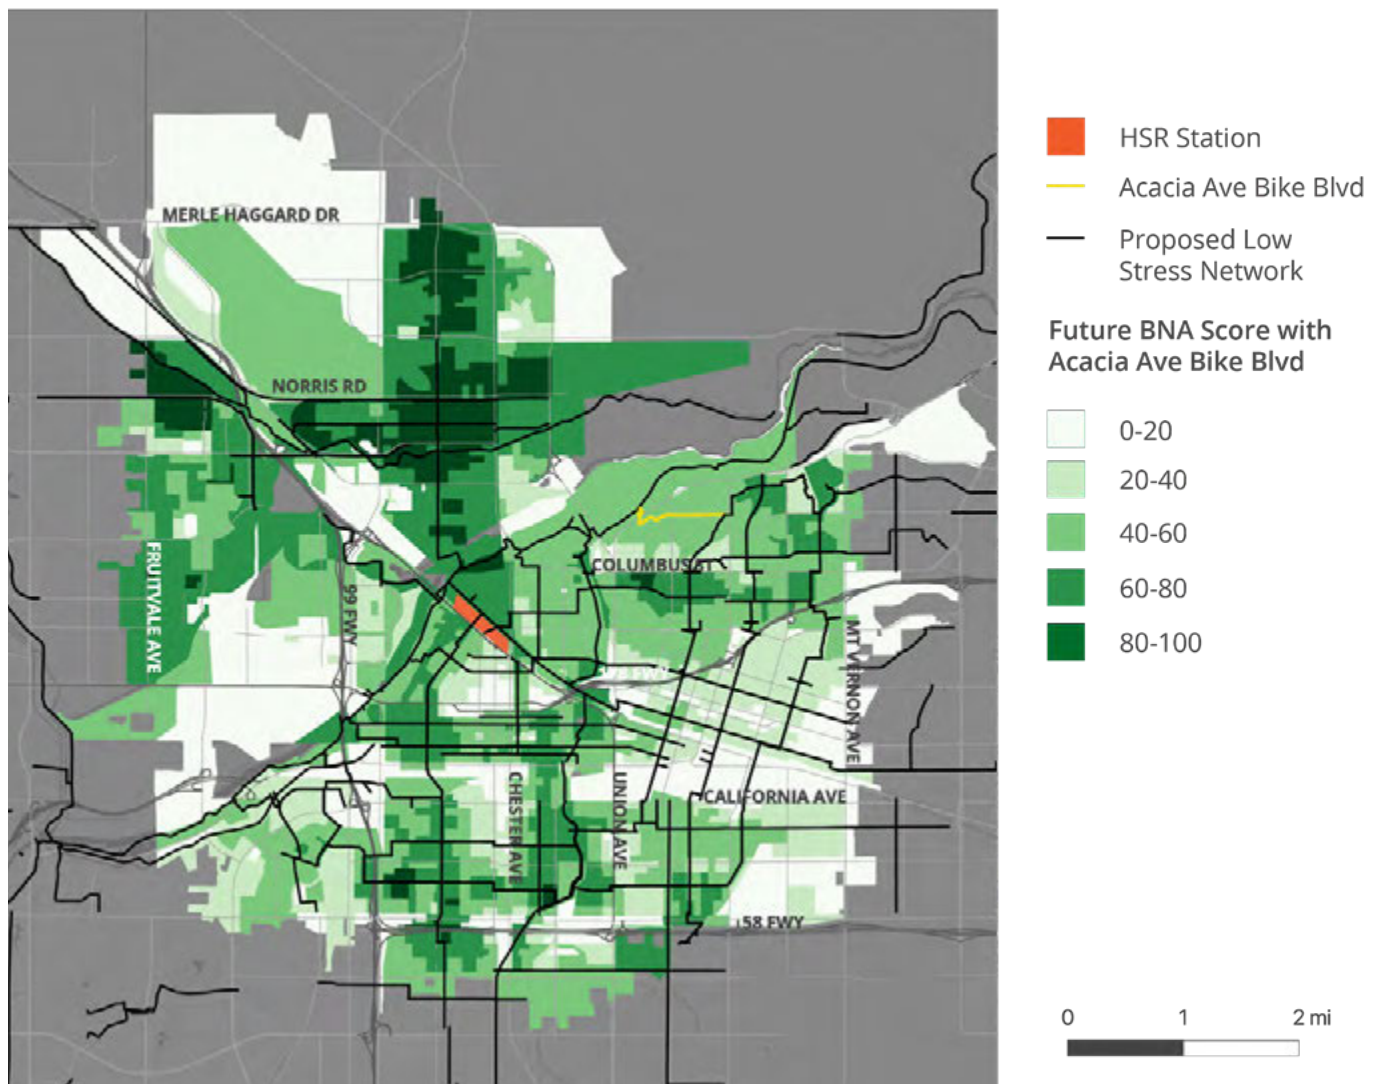 MERLE HAGGARD DR
NORRIS RD
FRUITVALE AVE
99 FWY
COLUMBUS ST
MT VERNON AVE
CHESTER AVE
UNION AVE
CALIFORNIA AVE
58 FWY
HSR Station
Acacia Ave Bike Blvd
Proposed Low
Stress Network
Future BNA Score with
Acacia Ave Bike Blvd
0-20
20-40
40-60
60-80
80-100
0 1 2 mi